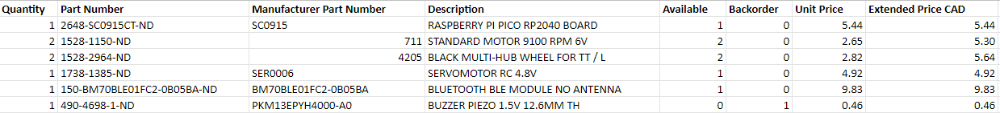 Quantity Part Number Manufacturer Part Number Description Available Backorder Unit Price Extended Price CAD
1 2648-SC0915CT-ND SC0915 RASPBERRY PI PICO RP2040 BOARD 1 0 5.44 5.44
2 1528-1150-ND 711 STANDARD MOTOR 9100 RPM 6V 2 0 2.65 5.30
2 1528-2964-ND 4205 BLACK MULTI-HUB WHEEL FOR TT / L 2 0 2.82 5.64
1 1738-1385-ND SER0006 SERVOMOTOR RC 4.8V 1 0 4.92 4.92
1 150-BM70BLE01FC2-0B05BA-ND BM70BLE01FC2-0B05BA BLUETOOTH BLE MODULE NO ANTENNA 1 0 9.83 9.83
1 490-4698-1-ND PKM13EPYH4000-A0 BUZZER PIEZO 1.5V 12.6MM TH 0 1 0.46 0.46